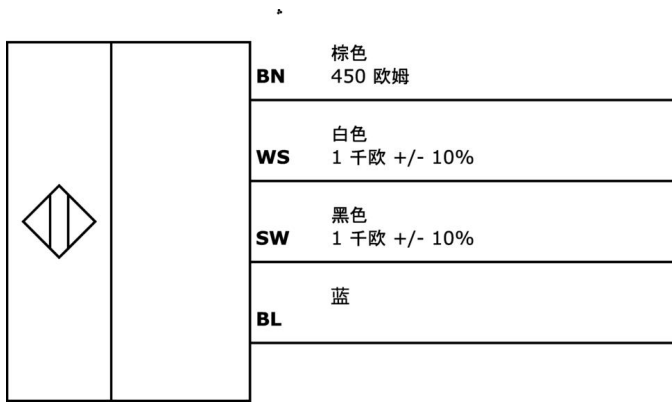 棕色
BN 450 欧姆
白色
WS 1 千欧 +/- 10%
黑色
SW 1 千欧 +/- 10%
蓝
BL